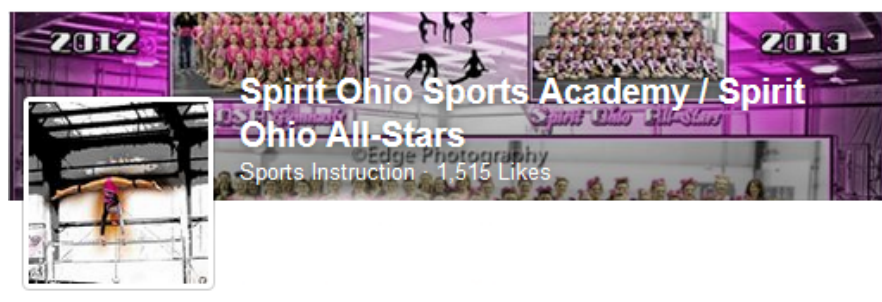 2012
2013
Spirit Ohio Sports Academy / Spirit
Ohio All-Stars
Spirit Ohio All-Stars
©Edge Photography
Sports Instruction · 1,515 Likes